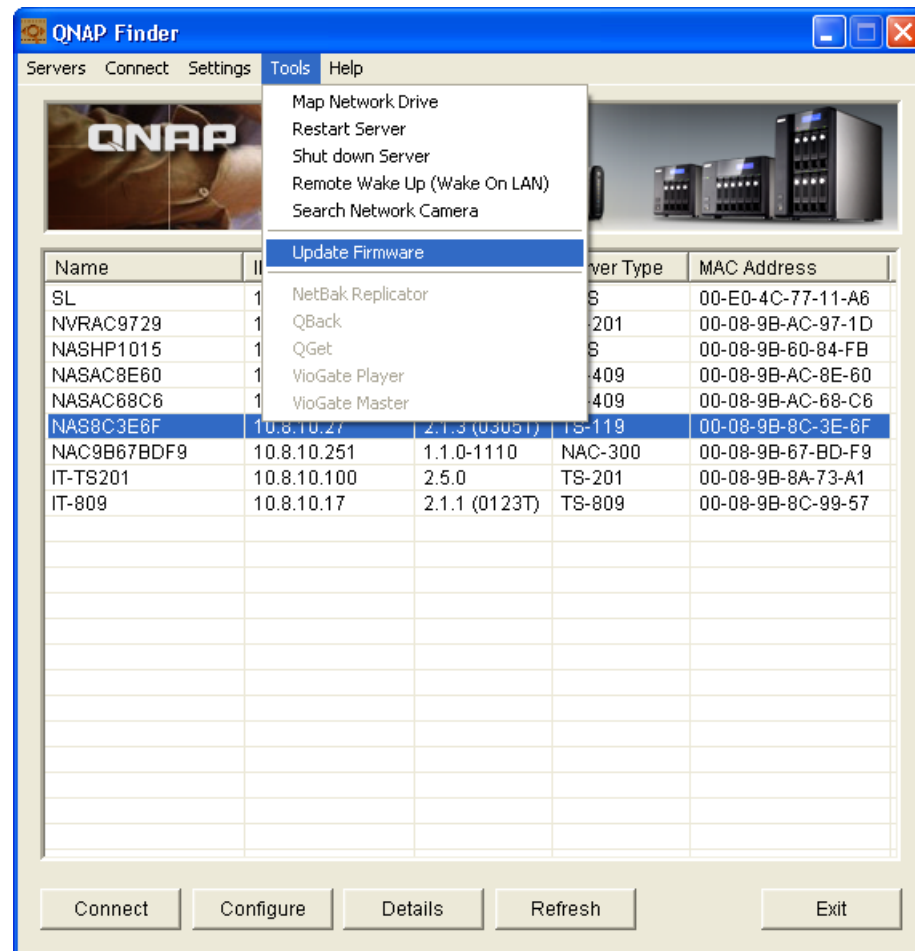 QNAP Finder
Servers Connect Settings Tools Help
QNAP
Map Network Drive
Restart Server
Shut down Server
Remote Wake Up (Wake On LAN)
Search Network Camera
Update Firmware
NetBak Replicator
QBack
QGet
VioGate Player
VioGate Master
Name MAC Address
SL 00-E0-4C-77-11-A6
NVRAC9729 00-08-9B-AC-97-1D
NASHP1015 00-08-9B-60-84-FB
NASAC8E60 00-08-9B-AC-8E-60
NASAC68C6 00-08-9B-AC-68-C6
NAS8C3E6F 10.8.10.27 2.1.3 (0305T) TS-119 00-08-9B-8C-3E-6F
NAC9B67BDF9 10.8.10.251 1.1.0-1110 NAC-300 00-08-9B-67-BD-F9
IT-TS201 10.8.10.100 2.5.0 TS-201 00-08-9B-8A-73-A1
IT-809 10.8.10.17 2.1.1 (0123T) TS-809 00-08-9B-8C-99-57
Connect Configure Details Refresh Exit